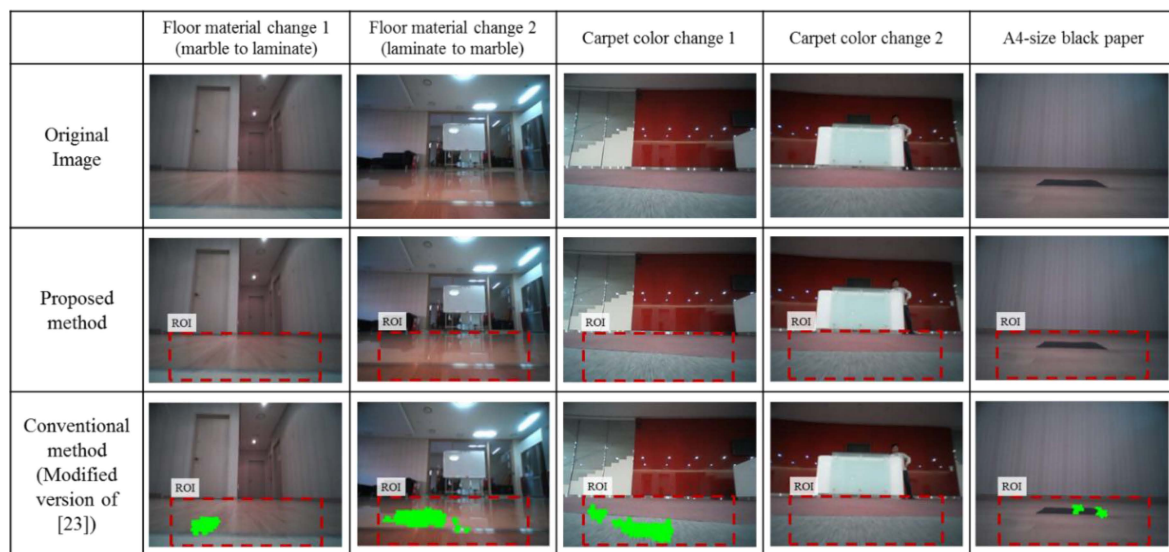 Floor material change 1
(marble to laminate)
Floor material change 2
(laminate to marble)
Carpet color change 1
Carpet color change 2
A4-size black paper
Original
Image
Proposed
method
ROI
ROI
ROI
ROI
ROI
Conventional
method
(Modified
version of
[23])
ROI
ROI
ROI
ROI
ROI